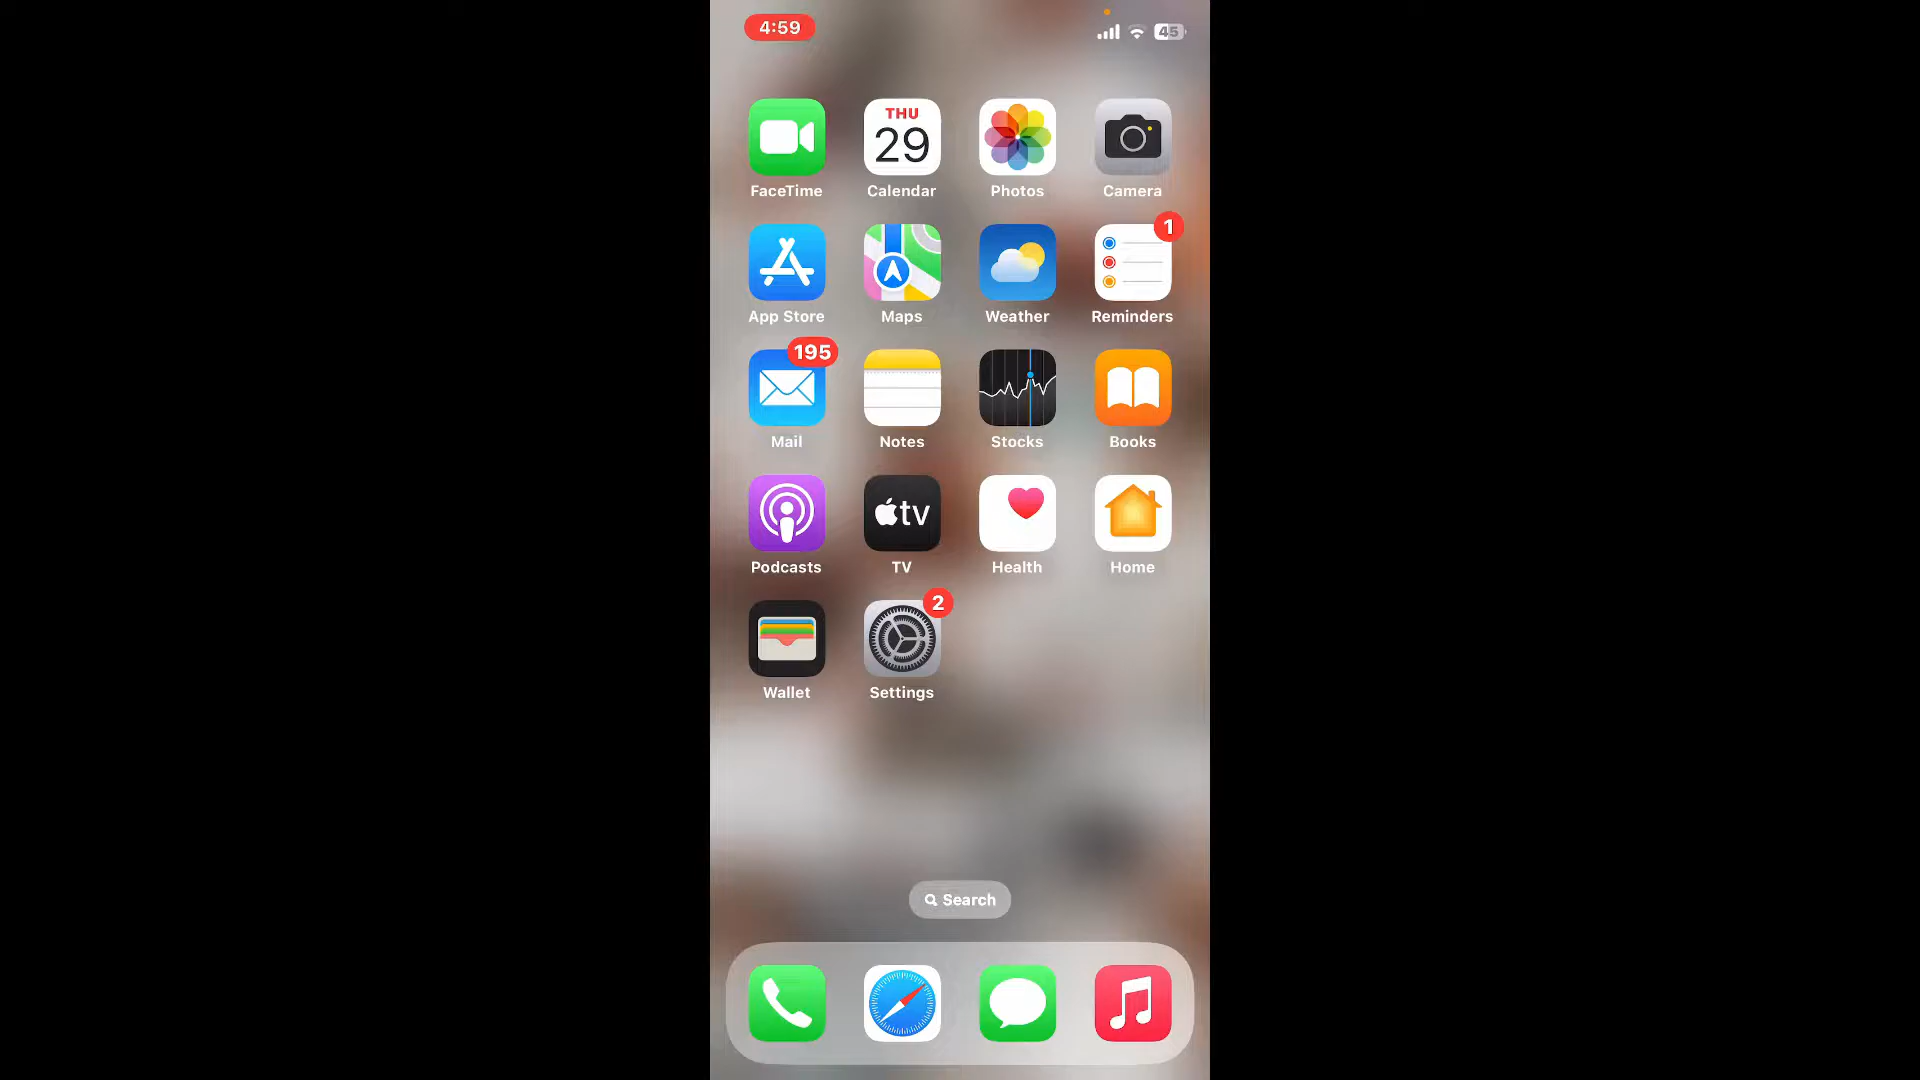 4:59
45
THU
29
FaceTime
Calendar
Photos
Camera
1
App Store
Maps
Weather
Reminders
195
Mail
Notes
Stocks
Books
tv
Podcasts
TV
Health
Home
2
Wallet
Settings
Search